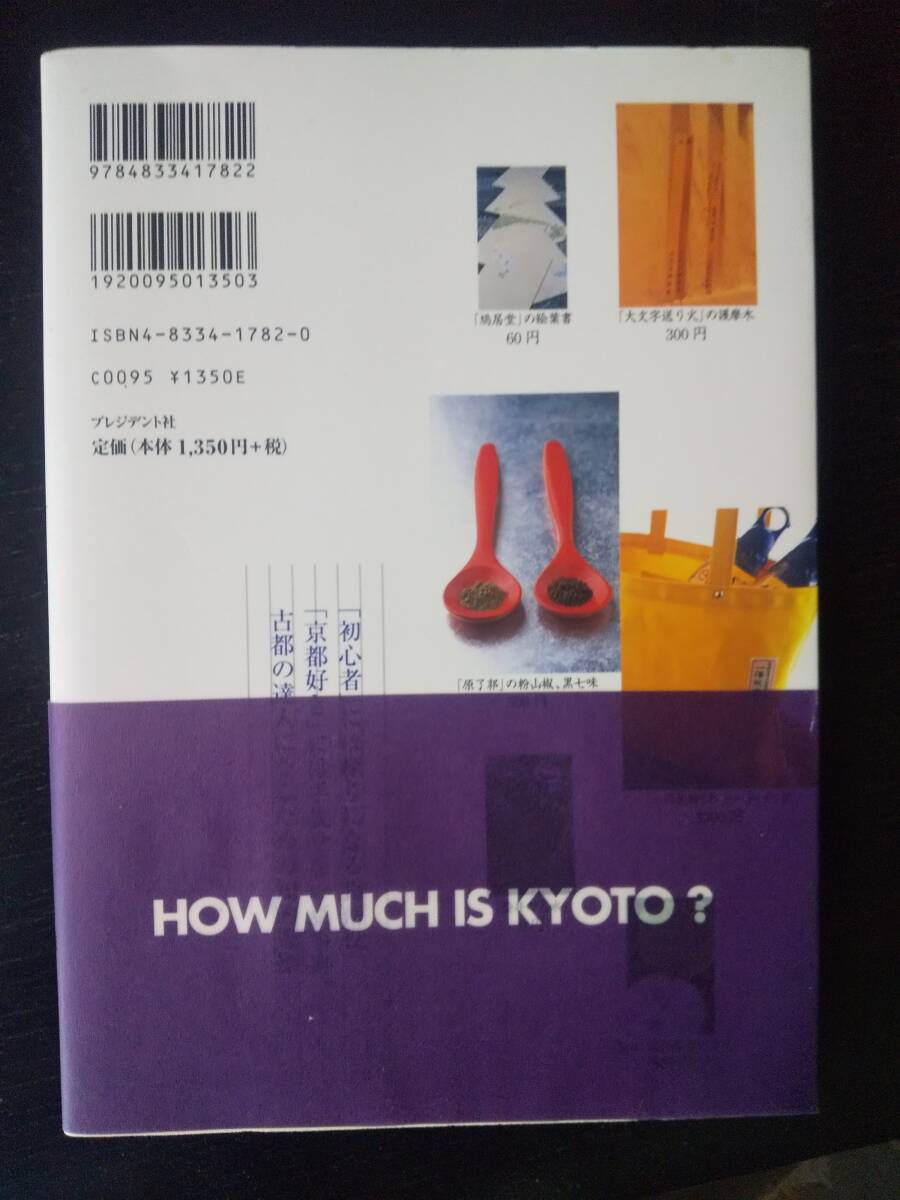 9784833417822
1920095013503
ISBN4-8334-1782-0
C0095 ¥1350E
プレジデント社
定価(本体 1,350円+税)
「鳩居堂」の絵葉書
60円
「大文字送り火」の護摩木
300円
「原了郭」の粉山椒、黒七味
「初心者
「京都好き
古都の達人
HOW MUCH IS KYOTO ?